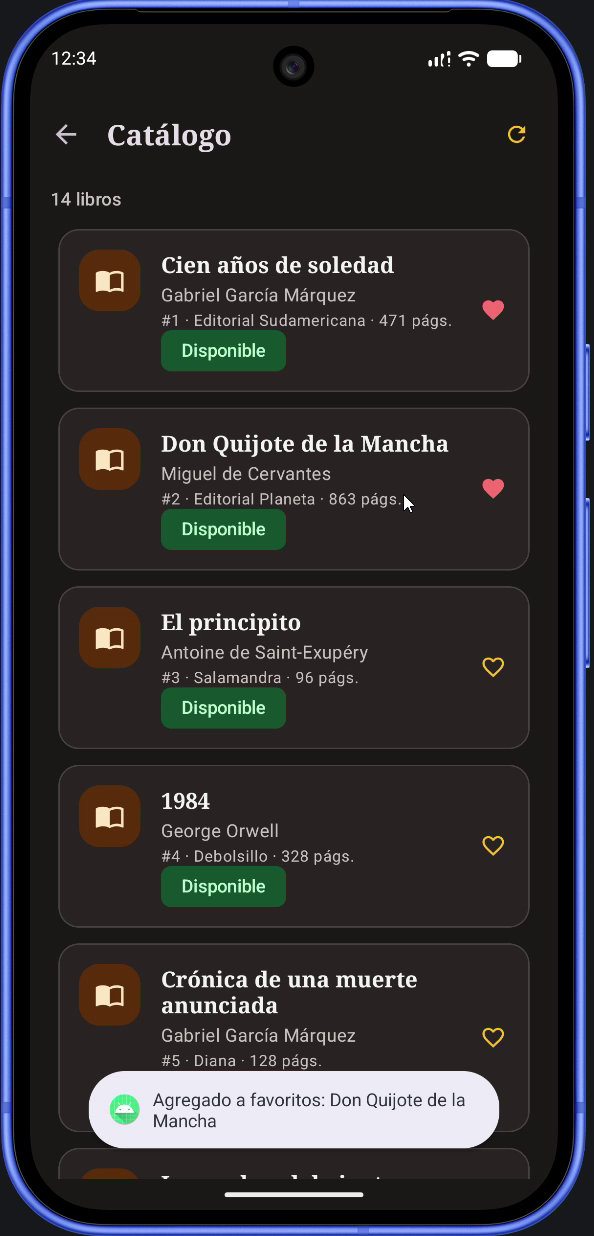 12:34
Catálogo
14 libros
Cien años de soledad
Gabriel García Márquez
#1 · Editorial Sudamericana · 471 págs.
Disponible
Don Quijote de la Mancha
Miguel de Cervantes
#2 · Editorial Planeta · 863 págs.
Disponible
El principito
Antoine de Saint-Exupéry
#3 · Salamandra · 96 págs.
Disponible
1984
George Orwell
#4 · Debolsillo · 328 págs.
Disponible
Crónica de una muerte
anunciada
Gabriel García Márquez
#5 · Diana · 128 págs.
Agregado a favoritos: Don Quijote de la
Mancha